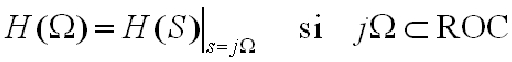 H(Ω) = H(S)|_{s=jΩ} si jΩ ⊂ ROC